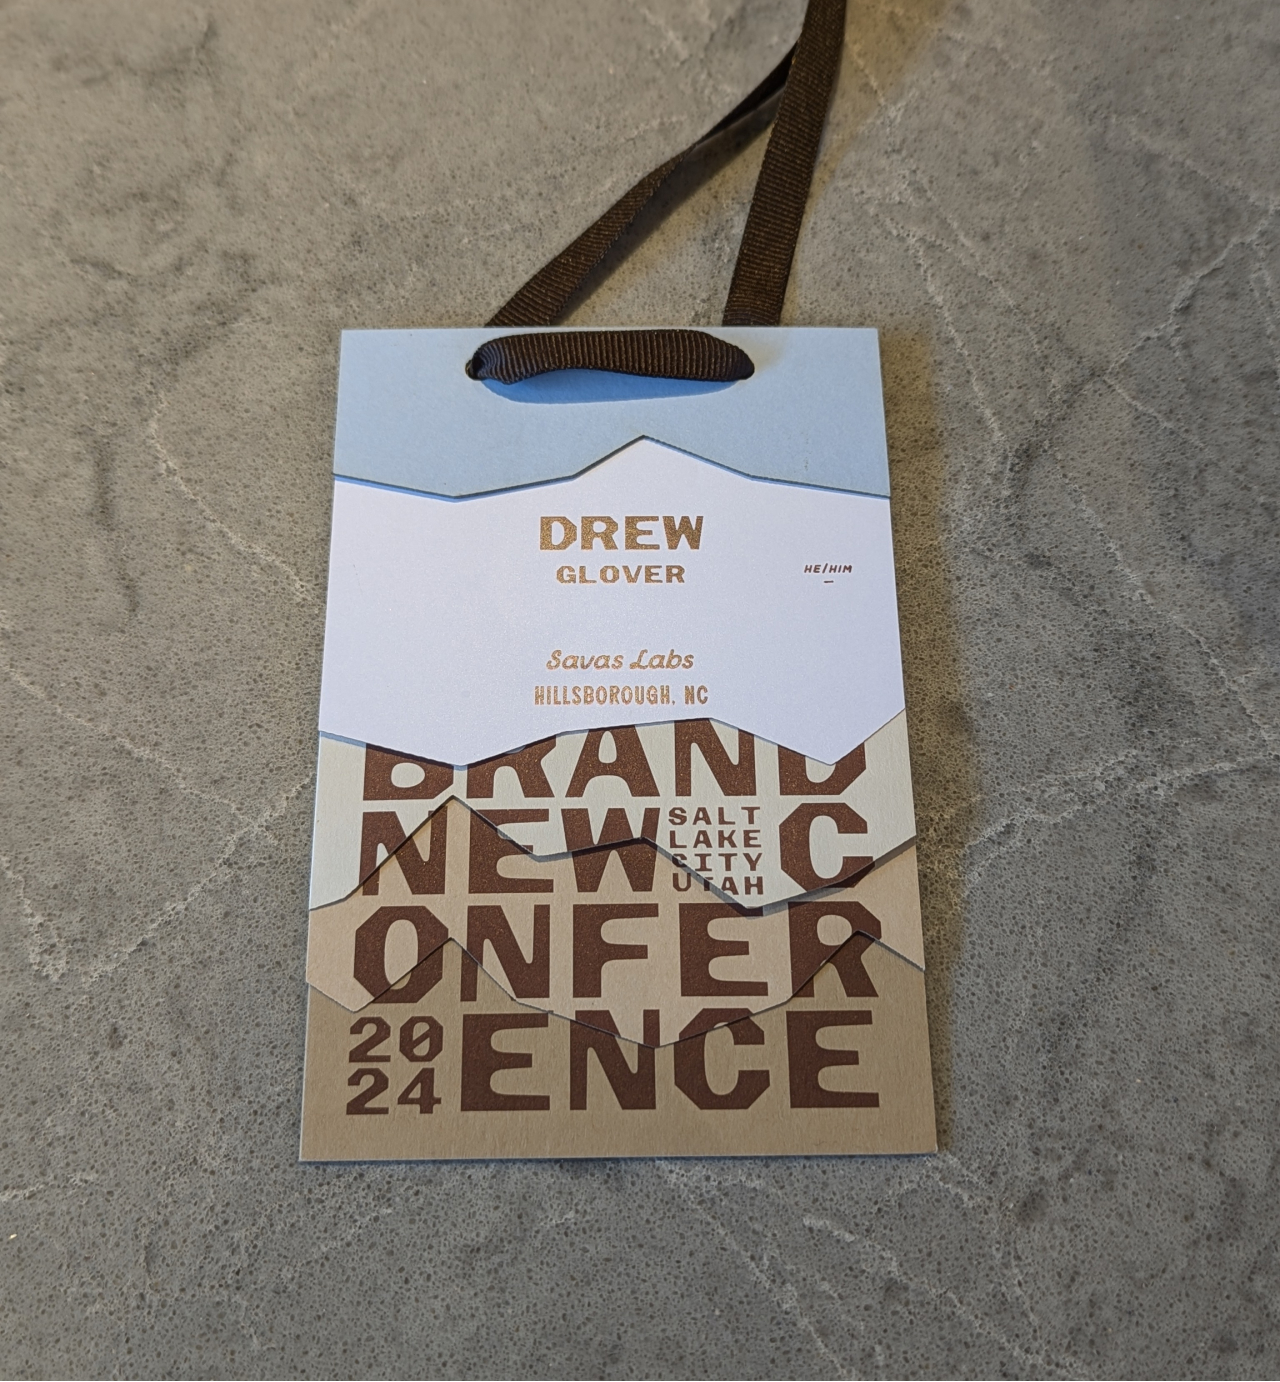 DREW
GLOVER
HE/HIM
Savas Labs
HILLSBOROUGH, NC
BRAND
NEW C
SALT
LAKE
CITY
UTAH
ONFER
20
24
ENCE